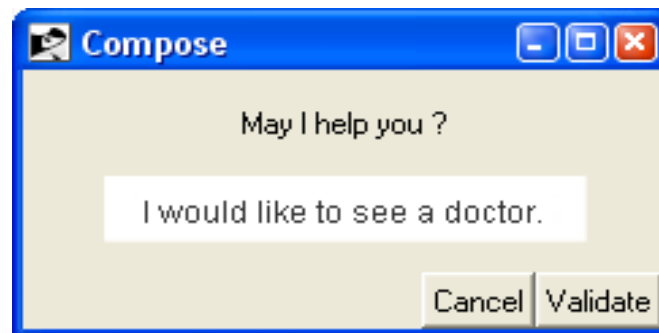 Compose
May I help you ?
I would like to see a doctor.
Cancel Validate